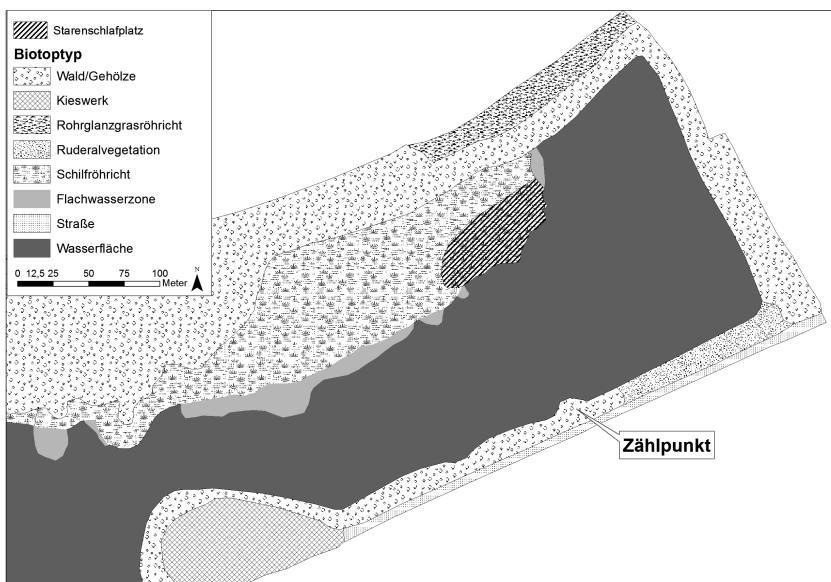 Starenschlafplatz
Biotoptyp
Wald/Gehölze
Kieswerk
Rohrglanzgrasröhricht
Ruderalvegetation
Schilfröhricht
Flachwasserzone
Straße
Wasserfläche
0 12,5 25 50 75 100
Meter
N
Zählpunkt